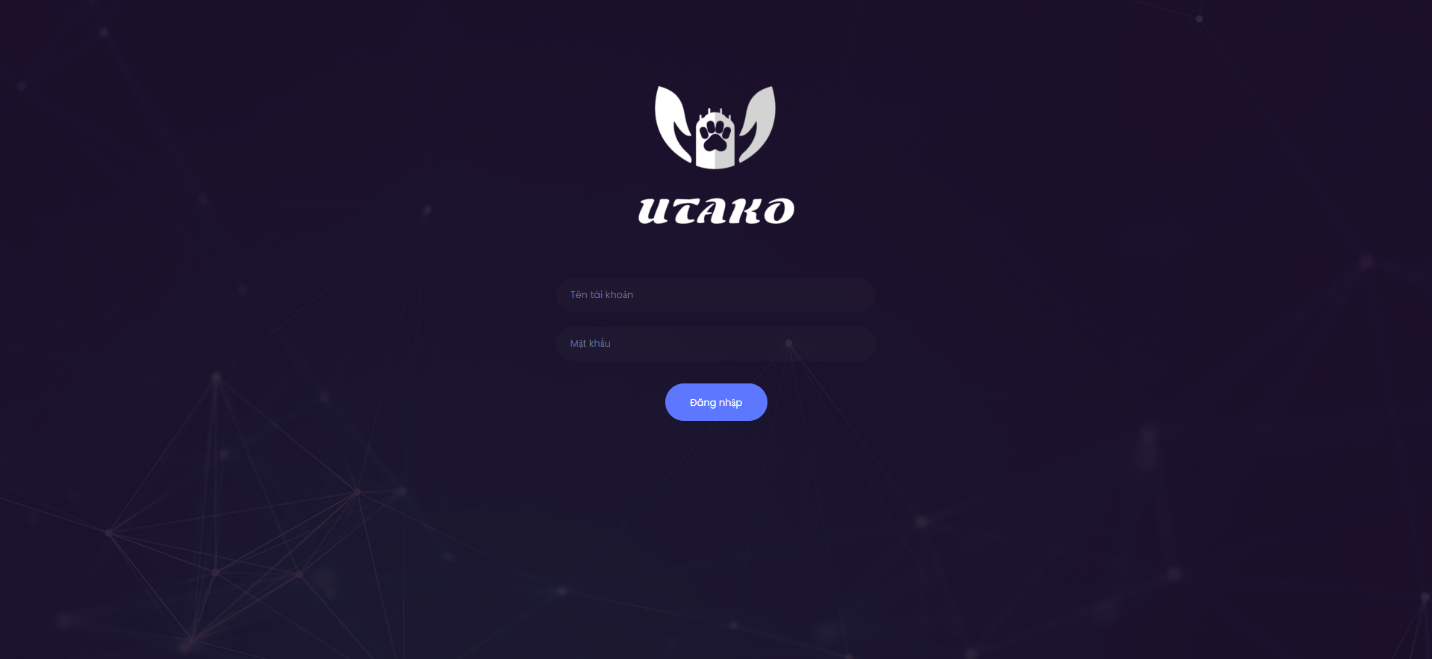 UTAKO
Tên tài khoản
Mật khẩu
Đăng nhập